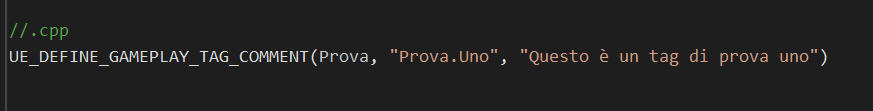 //.cpp
UE_DEFINE_GAMEPLAY_TAG_COMMENT(Prova, "Prova.Uno", "Questo è un tag di prova uno")